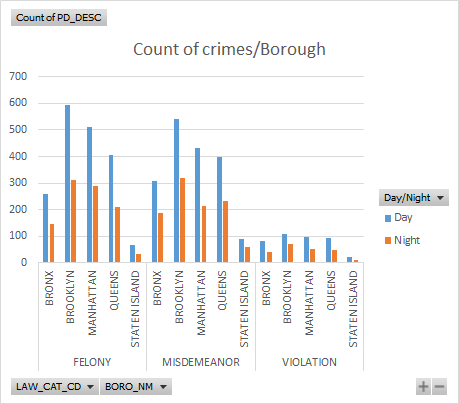 Count of PD_DESC
Count of crimes/Borough
700
600
500
400
300
200
100
0
Day/Night
Day
Night
BRONX
BROOKLYN
MANHATTAN
QUEENS
STATEN ISLAND
BRONX
BROOKLYN
MANHATTAN
QUEENS
STATEN ISLAND
BRONX
BROOKLYN
MANHATTAN
QUEENS
STATEN ISLAND
FELONY MISDEMEANOR VIOLATION
LAW_CAT_CD BORO_NM